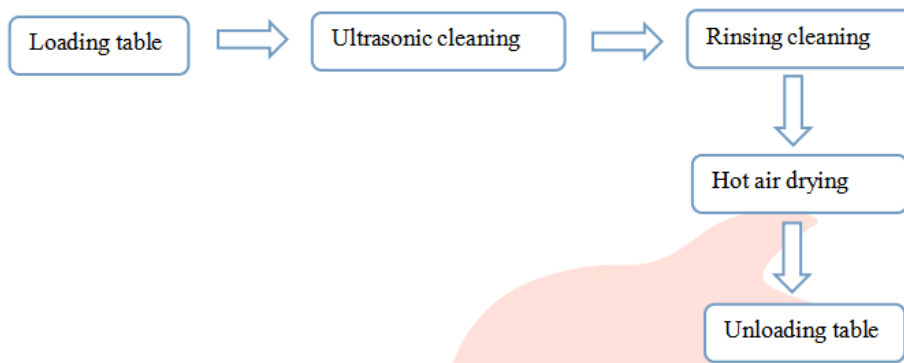 Loading table
Ultrasonic cleaning
Rinsing cleaning
Hot air drying
Unloading table